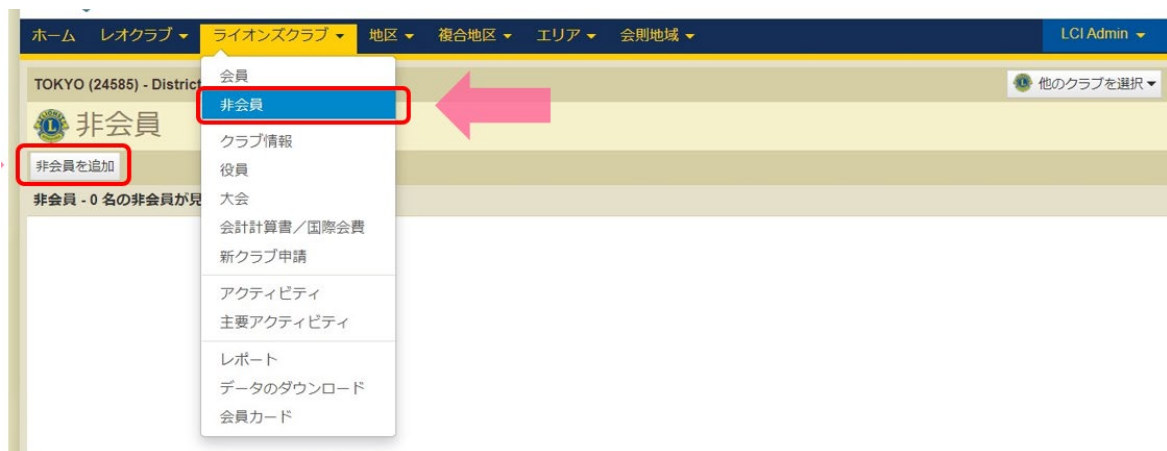 ホーム レオクラブ ライオンズクラブ 地区 複合地区 エリア 会則地域 LCI Admin
TOKYO (24585) - District
他のクラブを選択
非会員
非会員を追加
非会員 - 0 名の非会員が見
会員
非会員
クラブ情報
役員
大会
会計計算書／国際会費
新クラブ申請
アクティビティ
主要アクティビティ
レポート
データのダウンロード
会員カード